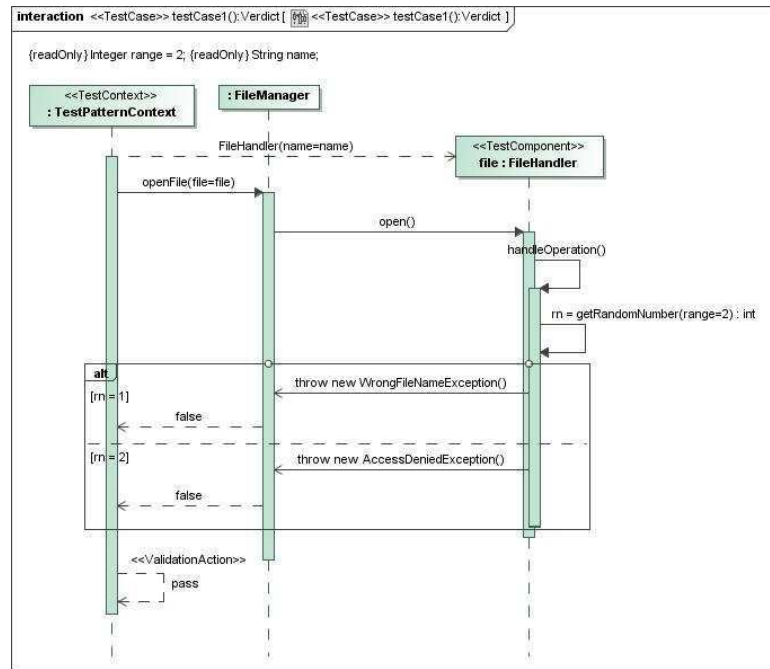 interaction <<TestCase>> testCase1():Verdict [ <<TestCase>> testCase1():Verdict ]
{readOnly} Integer range = 2; {readOnly} String name;
<<TestContext>>
: TestPatternContext
: FileManager
FileHandler(name=name)
<<TestComponent>>
file : FileHandler
openFile(file=file)
open()
handleOperation()
rn = getRandomNumber(range=2) : int
alt
[rn = 1]
throw new WrongFileNameException()
false
[rn = 2]
throw new AccessDeniedException()
false
<<ValidationAction>>
pass